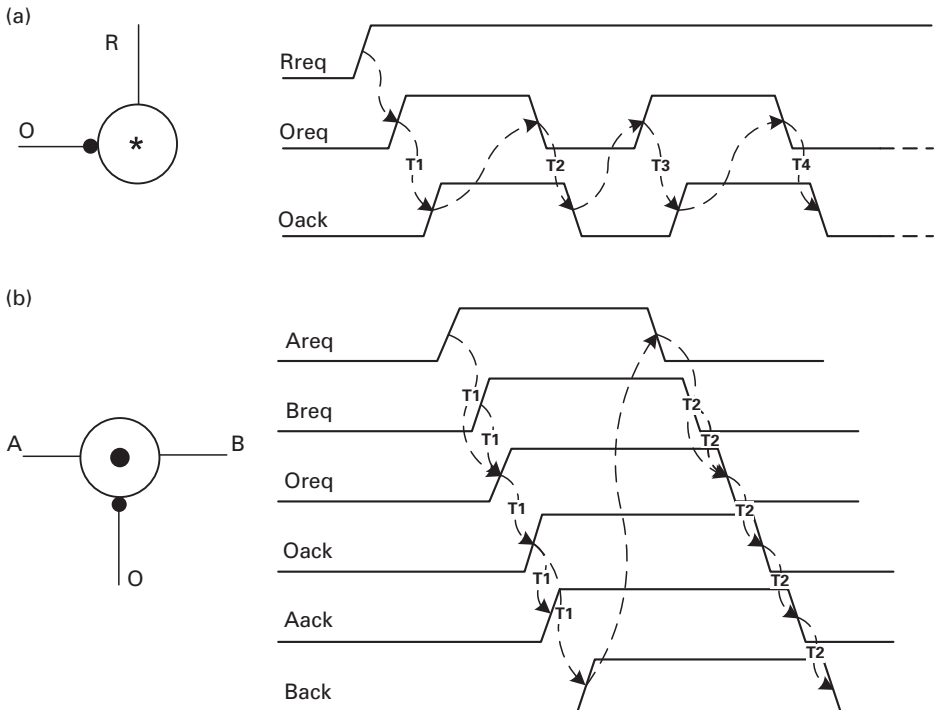 (a)
R
O
*
Rreq
Oreq
T1
T2
T3
T4
Oack
(b)
A
B
O
Areq
T1
Breq
T2
T1
T2
Oreq
T1
T2
Oack
T1
T2
Aack
T1
T2
Back